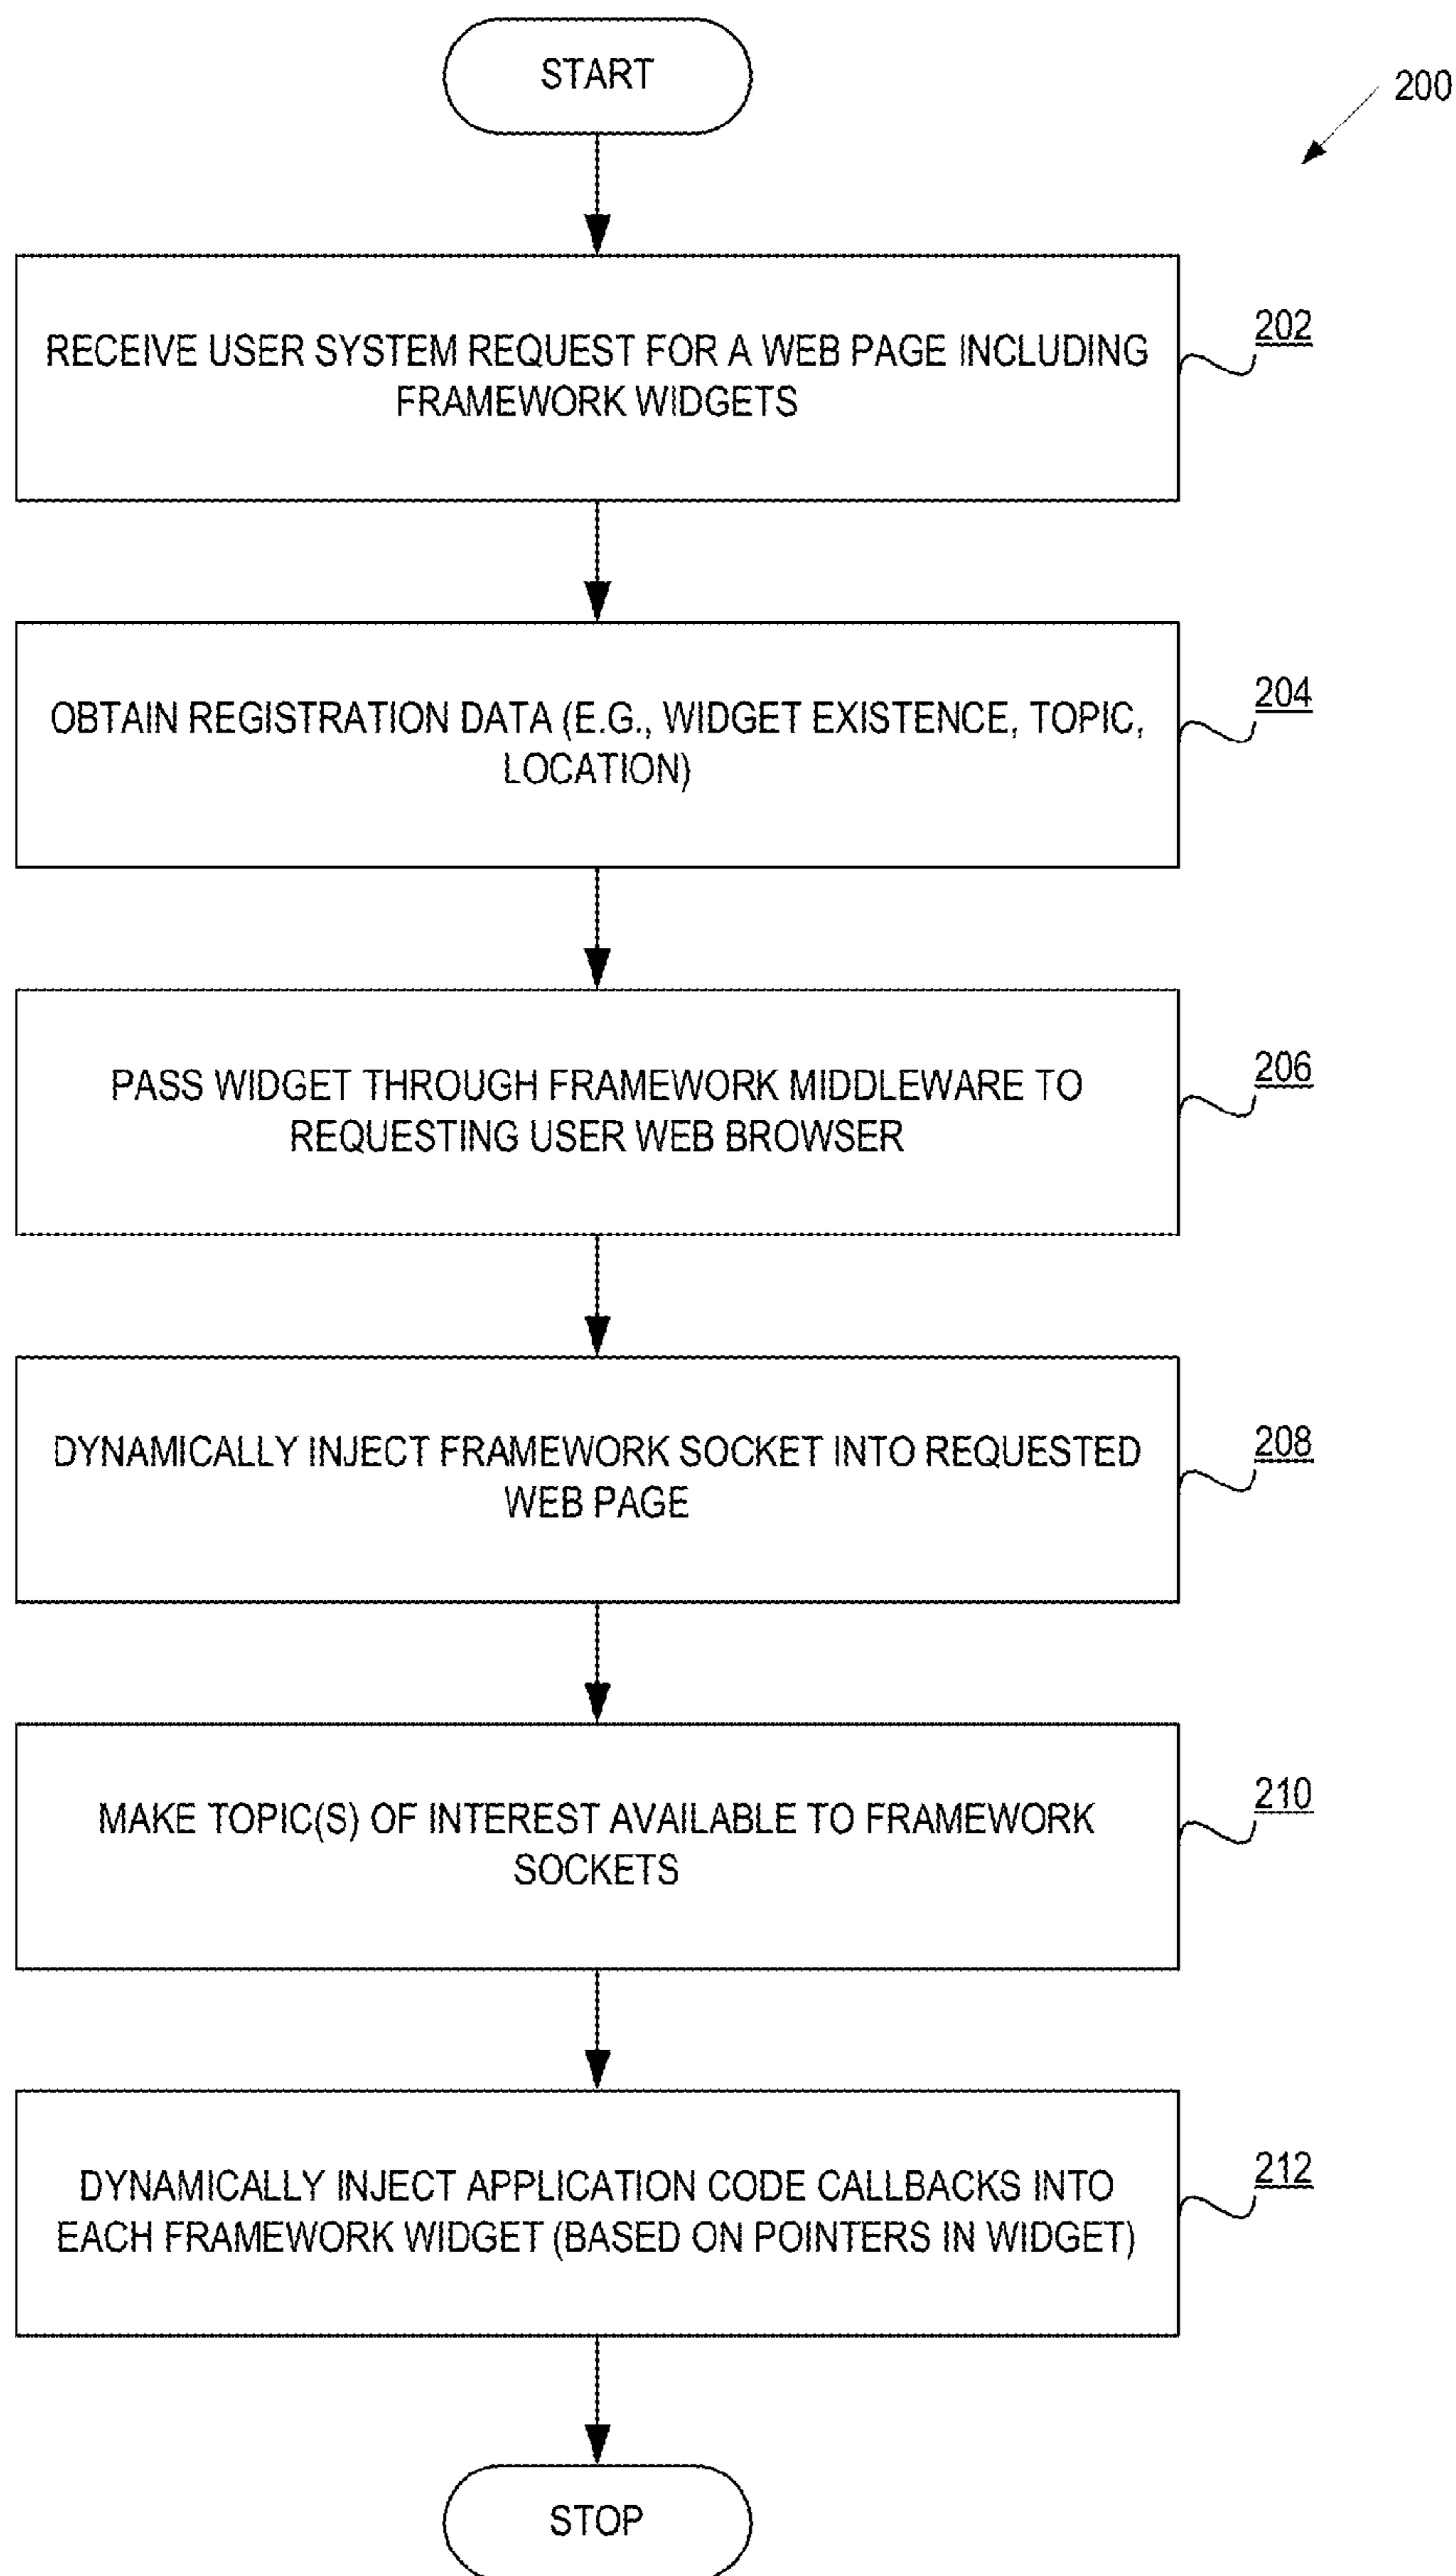 START
200
RECEIVE USER SYSTEM REQUEST FOR A WEB PAGE INCLUDING
FRAMEWORK WIDGETS
202
OBTAIN REGISTRATION DATA (E.G., WIDGET EXISTENCE, TOPIC,
LOCATION)
204
PASS WIDGET THROUGH FRAMEWORK MIDDLEWARE TO
REQUESTING USER WEB BROWSER
206
DYNAMICALLY INJECT FRAMEWORK SOCKET INTO REQUESTED
WEB PAGE
208
MAKE TOPIC(S) OF INTEREST AVAILABLE TO FRAMEWORK
SOCKETS
210
DYNAMICALLY INJECT APPLICATION CODE CALLBACKS INTO
EACH FRAMEWORK WIDGET (BASED ON POINTERS IN WIDGET)
212
STOP